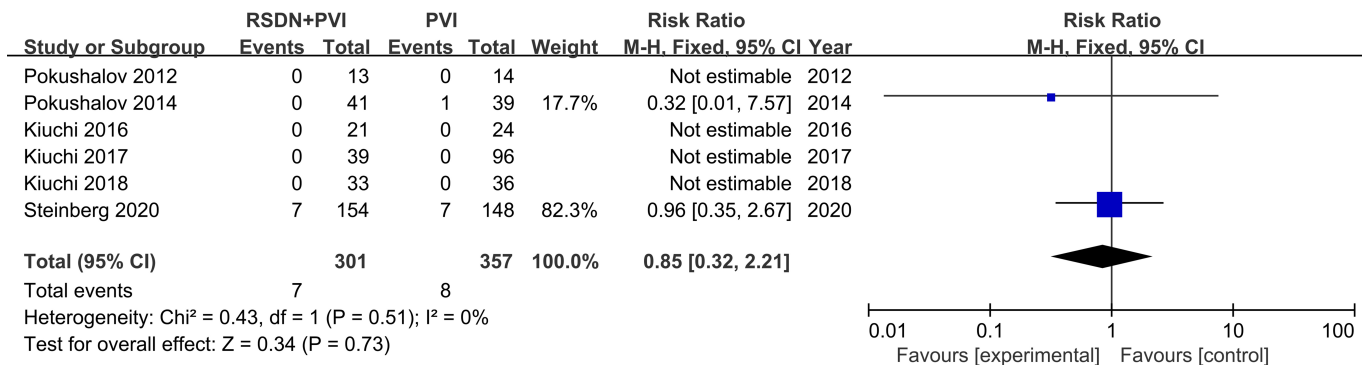 RSDN+PVI PVI Risk Ratio Risk Ratio
Study or Subgroup Events Total Events Total Weight M-H, Fixed, 95% CI Year M-H, Fixed, 95% CI
Pokushalov 2012 0 13 0 14 Not estimable 2012
Pokushalov 2014 0 41 1 39 17.7% 0.32 [0.01, 7.57] 2014
Kiuchi 2016 0 21 0 24 Not estimable 2016
Kiuchi 2017 0 39 0 96 Not estimable 2017
Kiuchi 2018 0 33 0 36 Not estimable 2018
Steinberg 2020 7 154 7 148 82.3% 0.96 [0.35, 2.67] 2020
Total (95% CI) 301 357 100.0% 0.85 [0.32, 2.21]
Total events 7 8
Heterogeneity: Chi² = 0.43, df = 1 (P = 0.51); I² = 0%
Test for overall effect: Z = 0.34 (P = 0.73)
0.01 0.1 1 10 100
Favours [experimental] Favours [control]